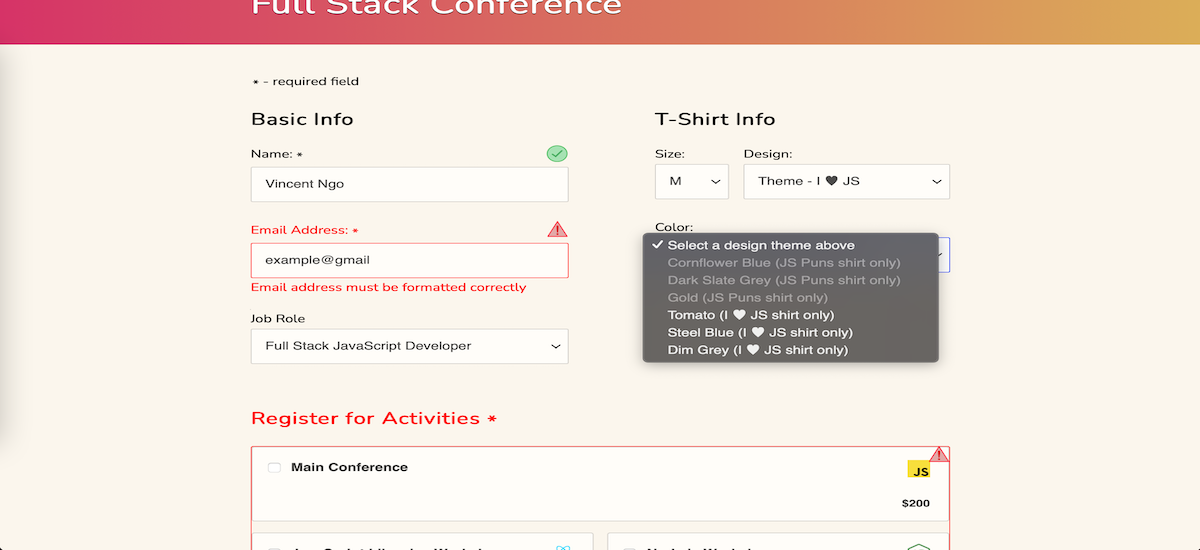 Full Stack Conference
* - required field
Basic Info
Name: *
Vincent Ngo
Email Address: *
example@gmail
Email address must be formatted correctly
Job Role
Full Stack JavaScript Developer
T-Shirt Info
Size:
Design:
M
Theme - I ♥ JS
Color:
✓ Select a design theme above
Cornflower Blue (JS Puns shirt only)
Dark Slate Grey (JS Puns shirt only)
Gold (JS Puns shirt only)
Tomato (I ♥ JS shirt only)
Steel Blue (I ♥ JS shirt only)
Dim Grey (I ♥ JS shirt only)
Register for Activities *
Main Conference
JS
$200